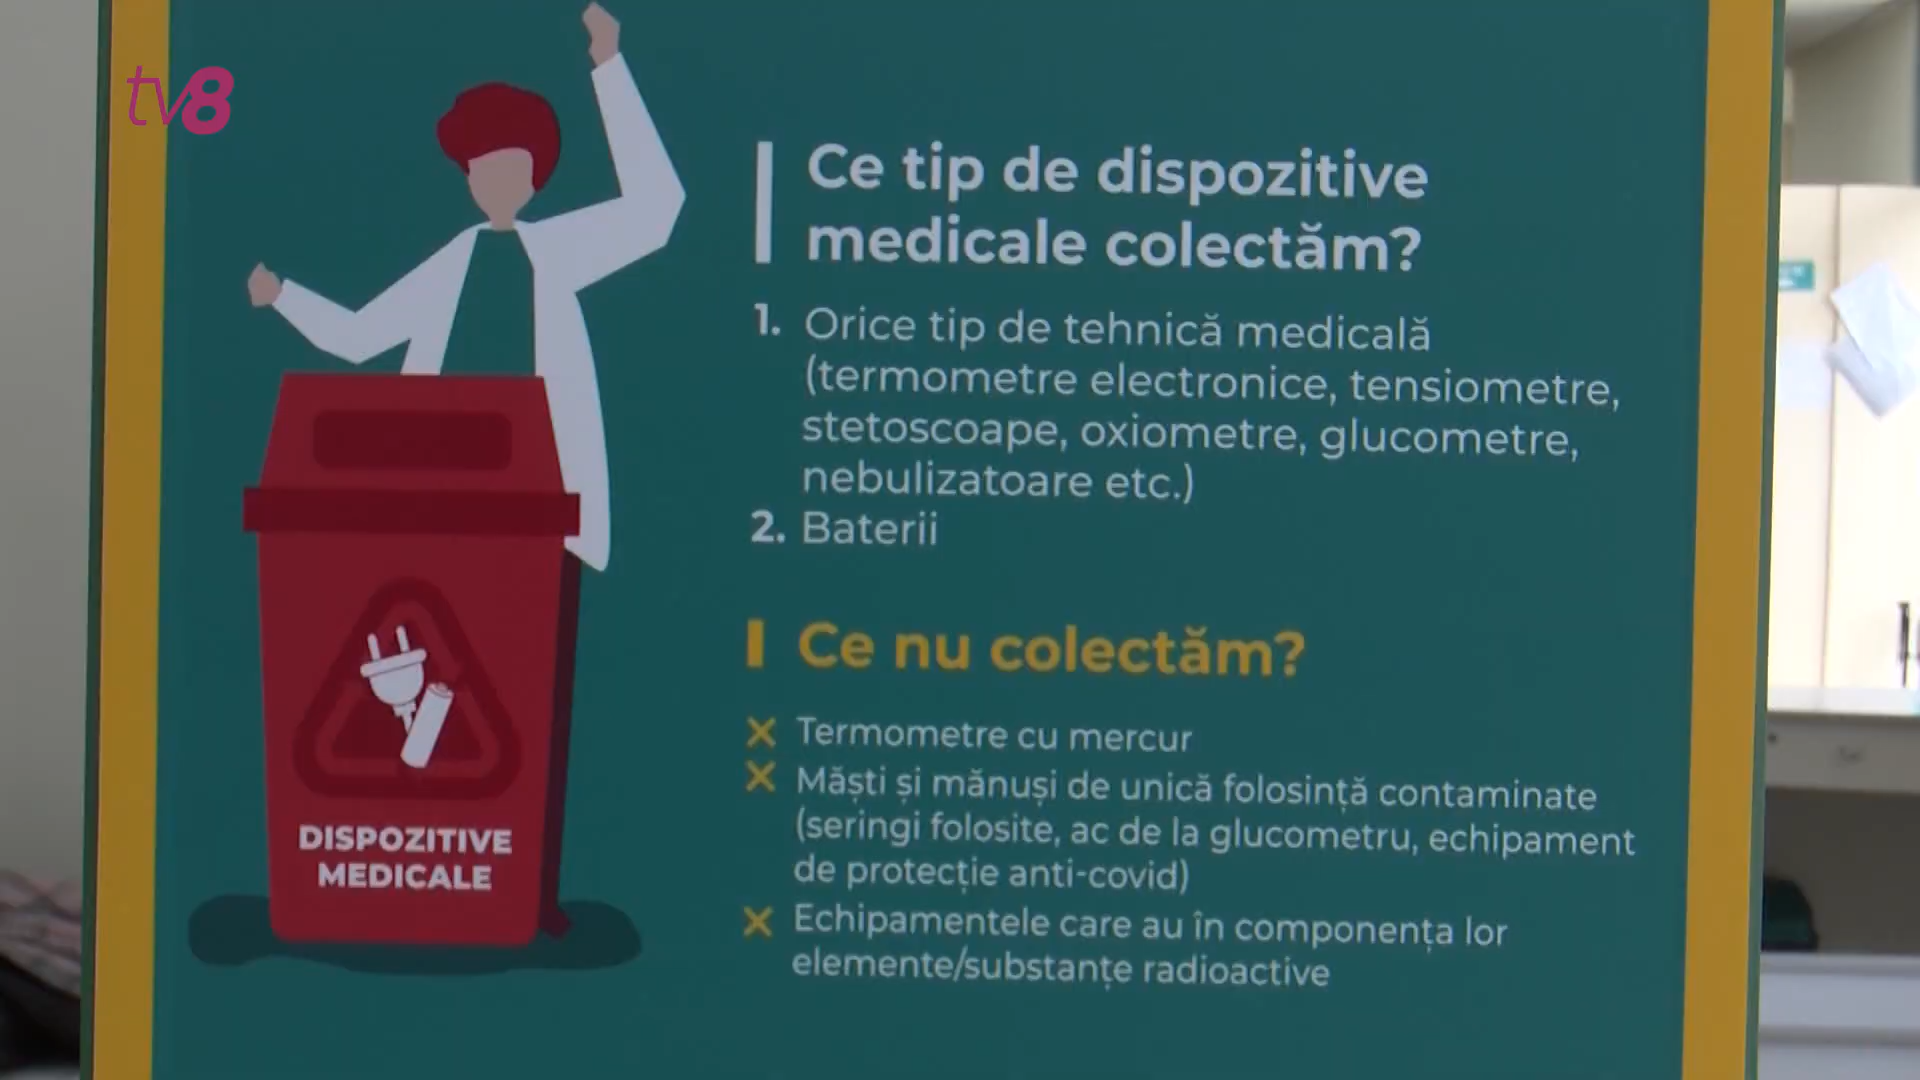 tv8
Ce tip de dispozitive
medicale colectăm?
1. Orice tip de tehnică medicală
(termometre electronice, tensiometre,
stetoscoape, oxiometre, glucometre,
nebulizatoare etc.)
2. Baterii
Ce nu colectăm?
Termometre cu mercur
Măști și mănuși de unică folosință contaminate
(seringi folosite, ac de la glucometru, echipament
de protecție anti-covid)
Echipamentele care au în componența lor
elemente/substanțe radioactive
DISPOZITIVE
MEDICALE